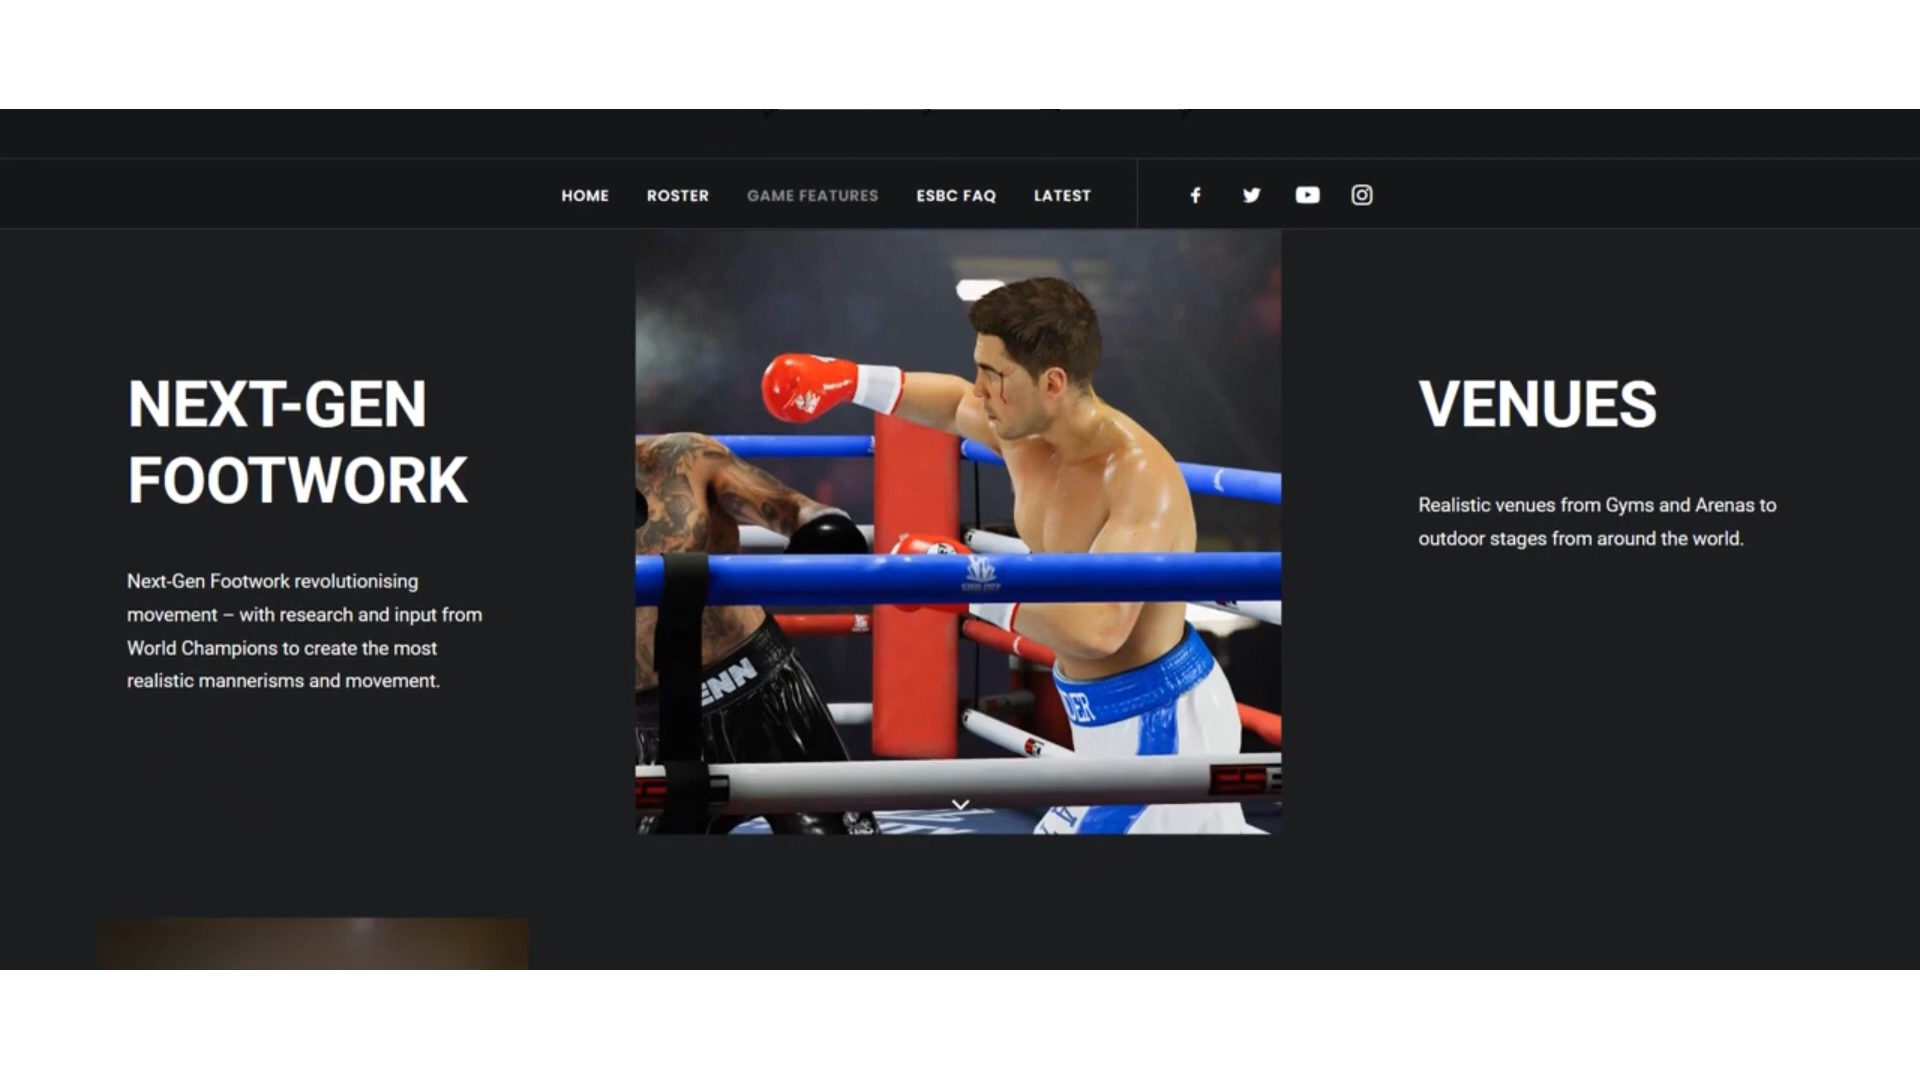 HOME ROSTER GAME FEATURES ESBC FAQ LATEST
NEXT-GEN
FOOTWORK
Next-Gen Footwork revolutionising
movement – with research and input from
World Champions to create the most
realistic mannerisms and movement.
ENN
DER
VENUES
Realistic venues from Gyms and Arenas to
outdoor stages from around the world.